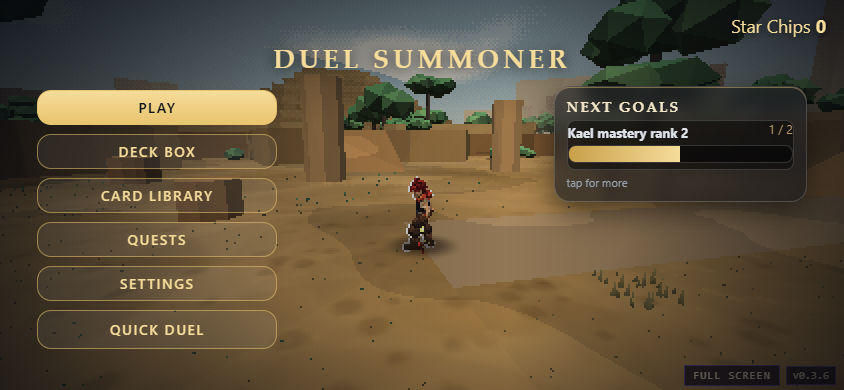 Star Chips 0
DUEL SUMMONER
PLAY
DECK BOX
CARD LIBRARY
QUESTS
SETTINGS
QUICK DUEL
NEXT GOALS
Kael mastery rank 2 1 / 2
tap for more
FULL SCREEN v0.3.6